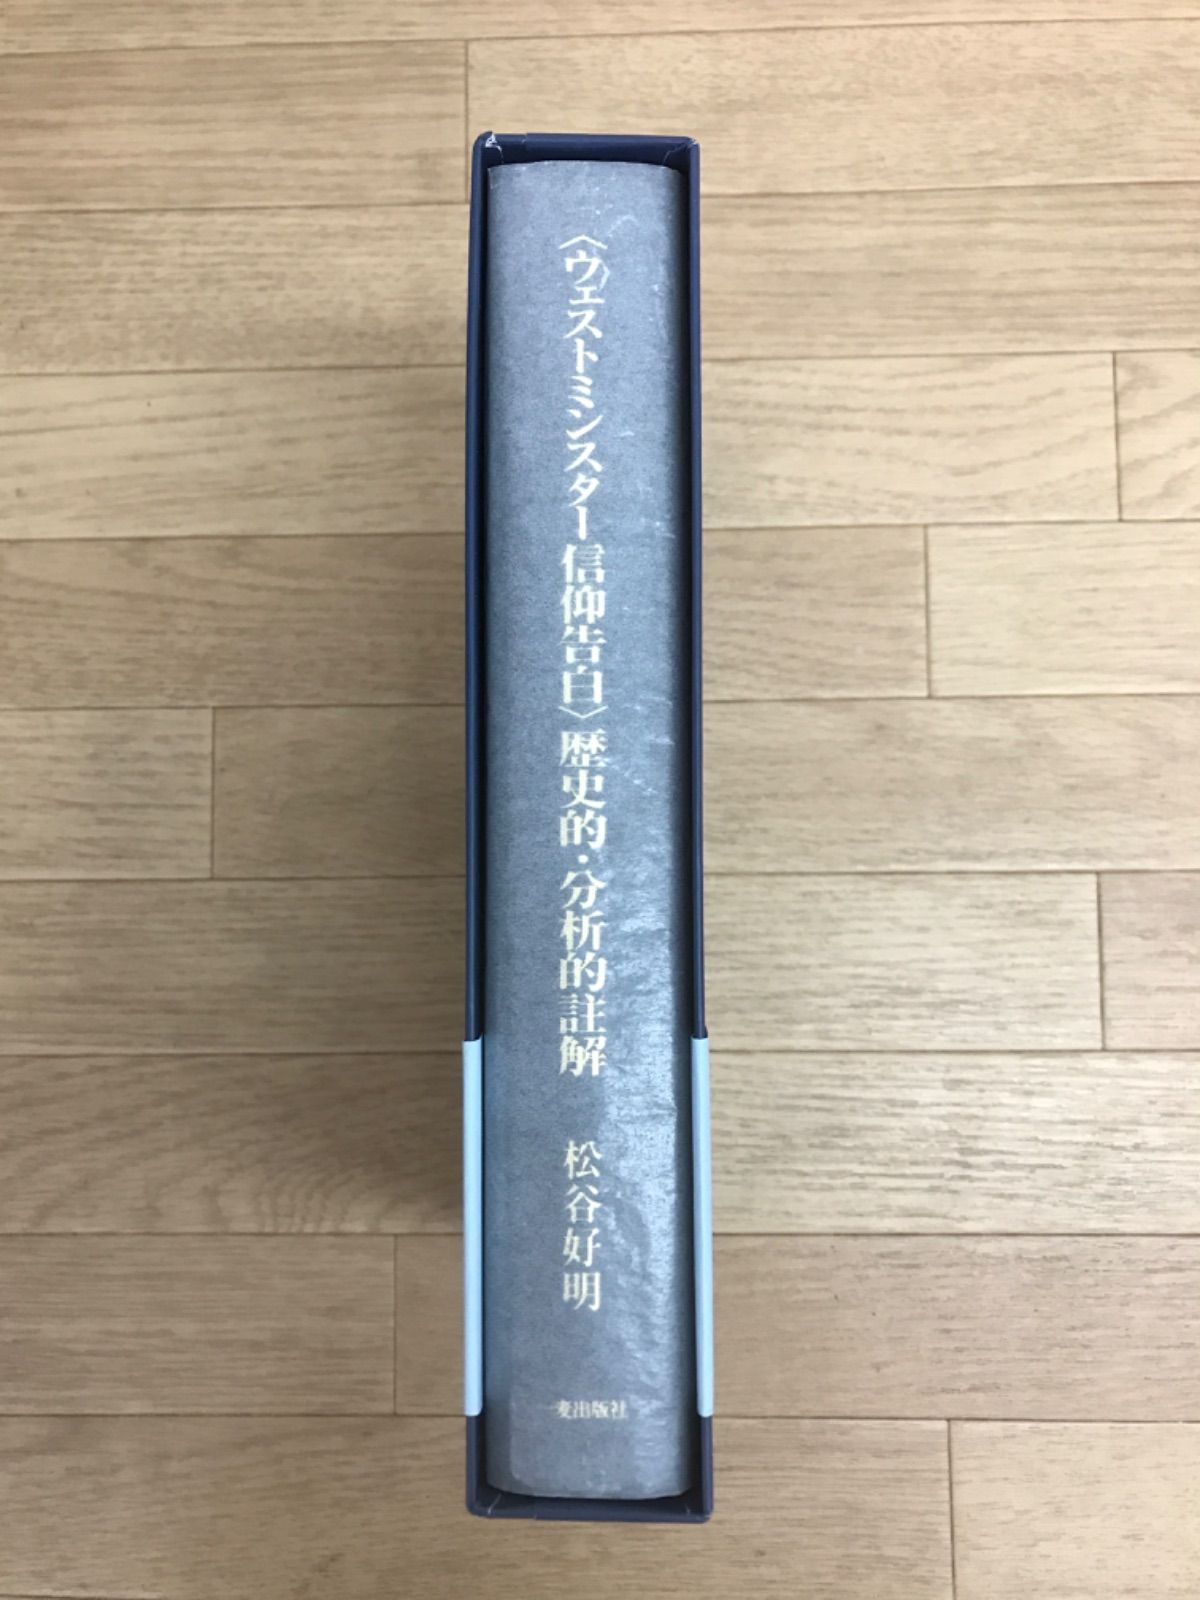 〈ウェストミンスター信仰告白〉歴史的・分析的註解
松谷好明
一麦出版社